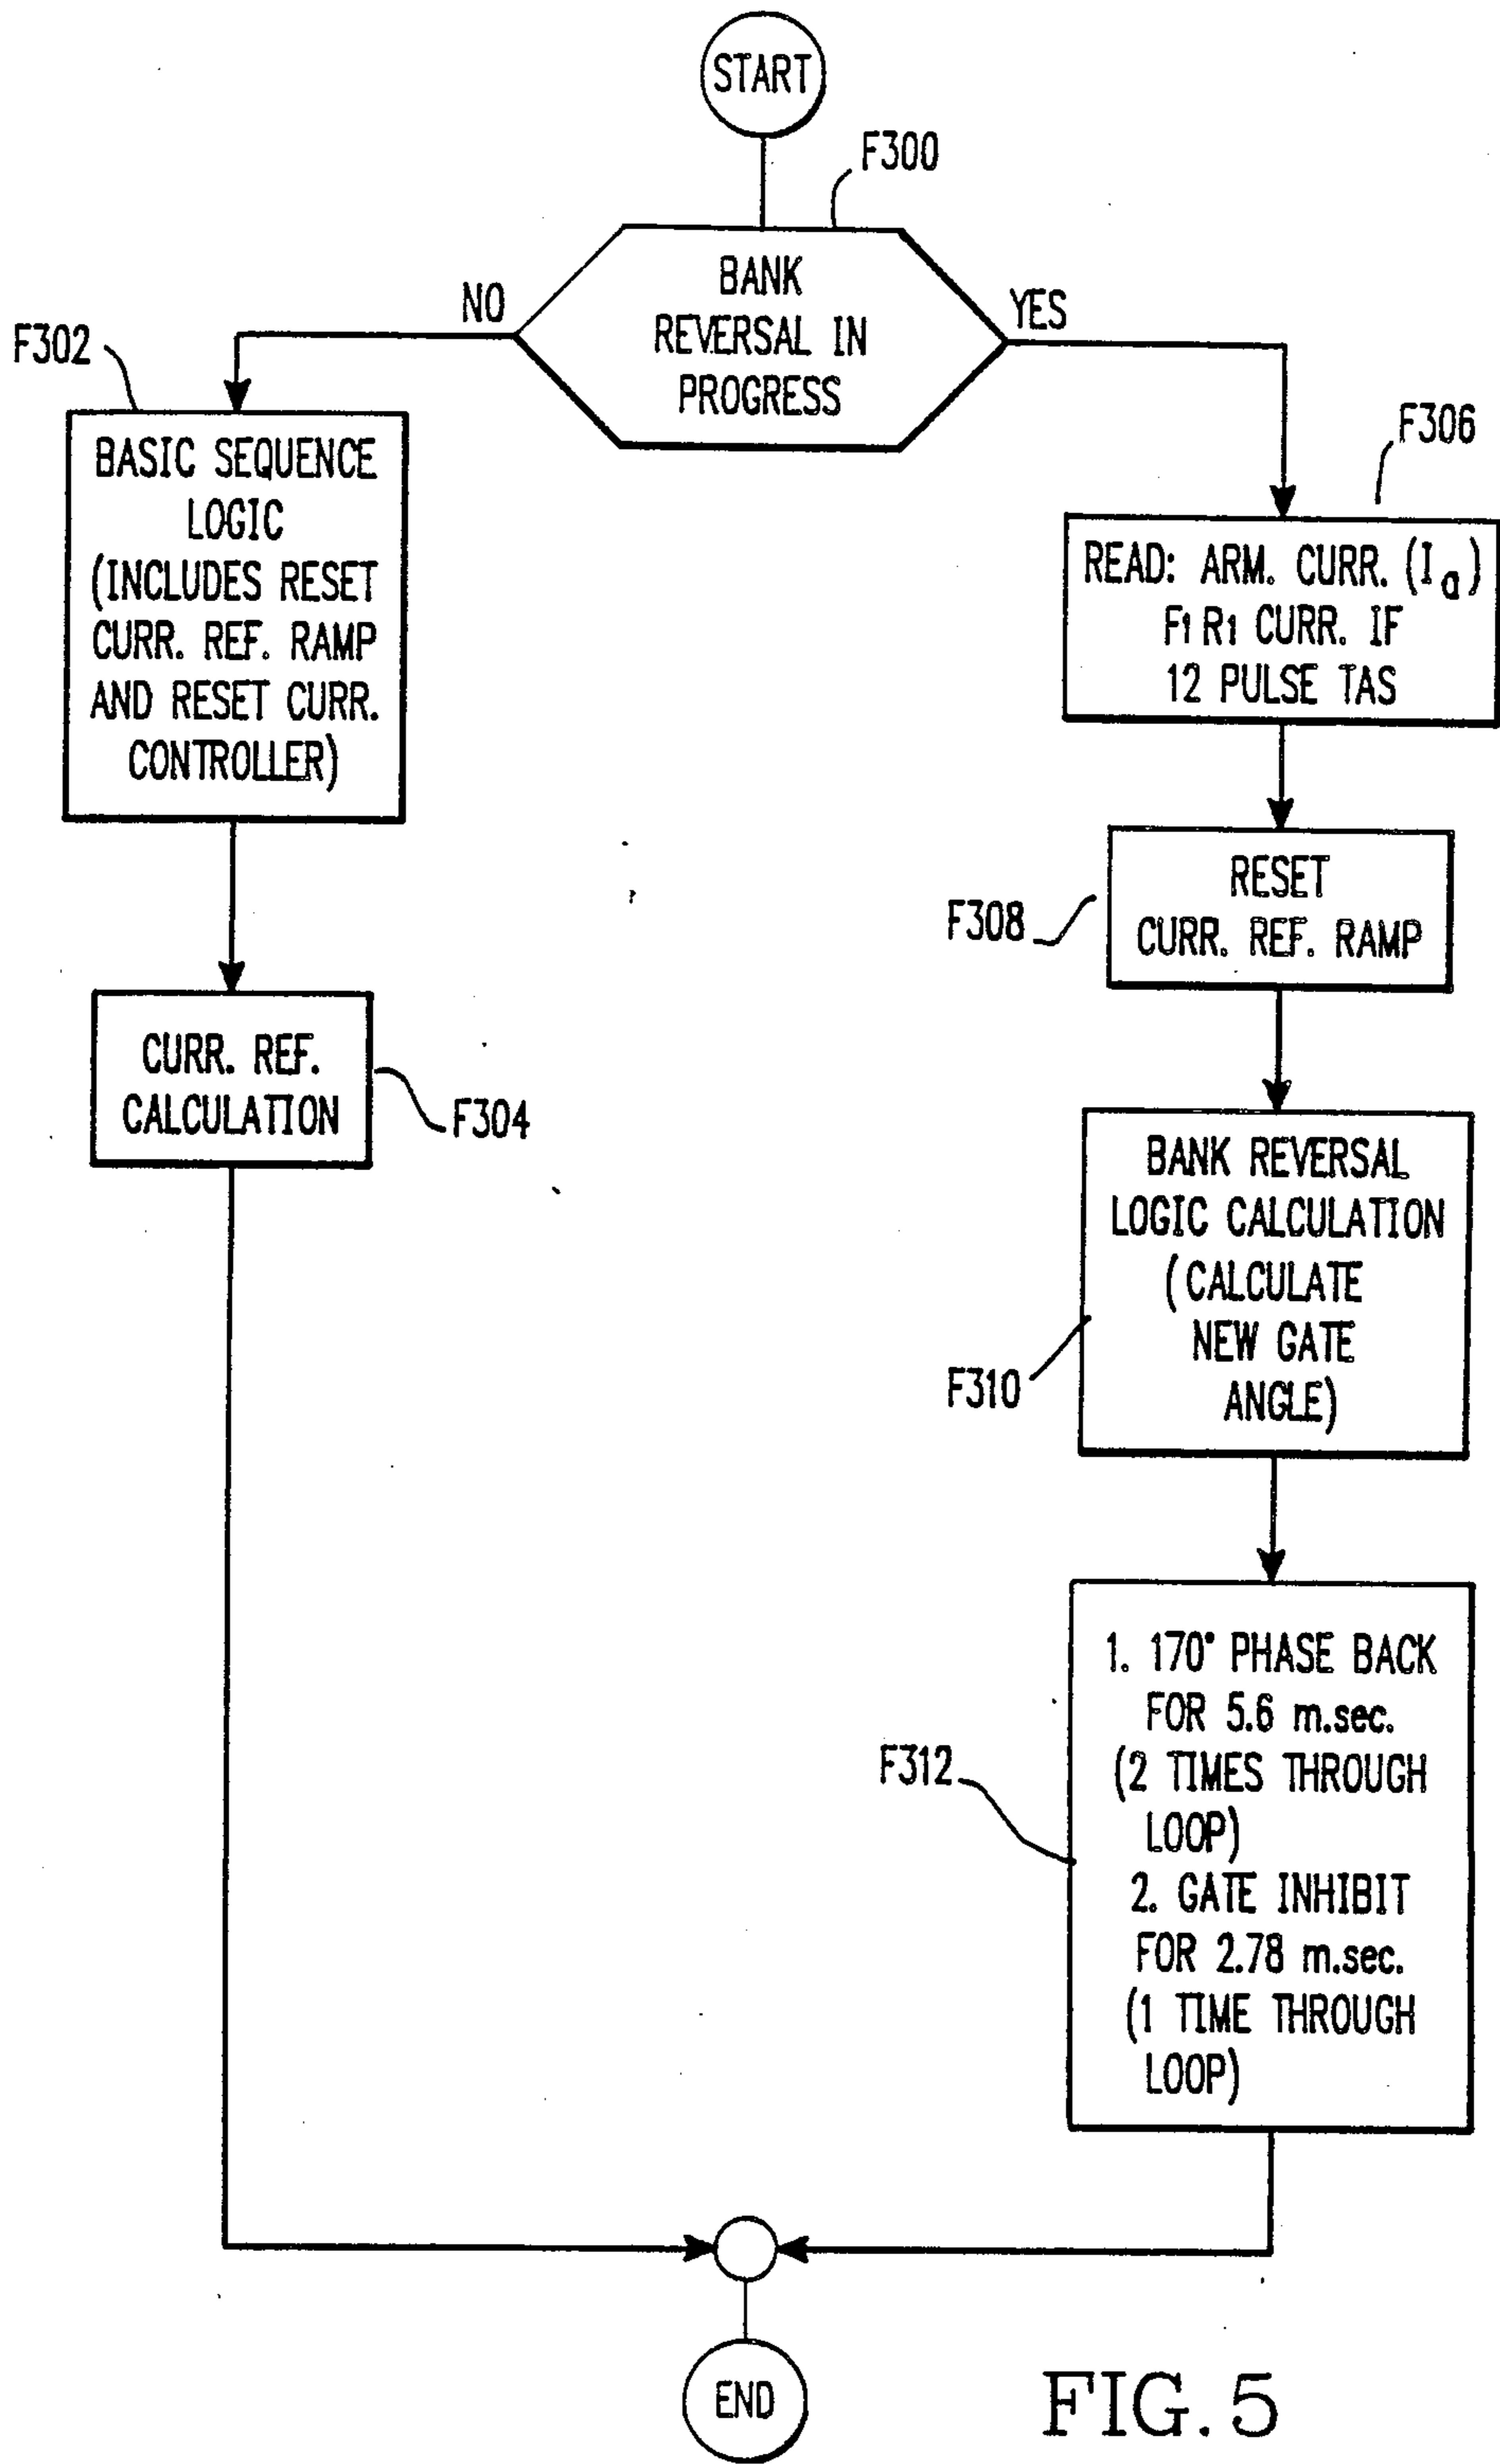 START
F300
BANK
REVERSAL IN
PROGRESS
NO
YES
F302
BASIC SEQUENCE
LOGIC
(INCLUDES RESET
CURR. REF. RAMP
AND RESET CURR.
CONTROLLER)
CURR. REF.
CALCULATION
F304
F306
READ: ARM. CURR. (Ia)
F1 R1 CURR. IF
12 PULSE TAS
F308
RESET
CURR. REF. RAMP
F310
BANK REVERSAL
LOGIC CALCULATION
(CALCULATE
NEW GATE
ANGLE)
F312
1. 170° PHASE BACK
FOR 5.6 m.sec.
(2 TIMES THROUGH
LOOP)
2. GATE INHIBIT
FOR 2.78 m.sec.
(1 TIME THROUGH
LOOP)
END
FIG. 5